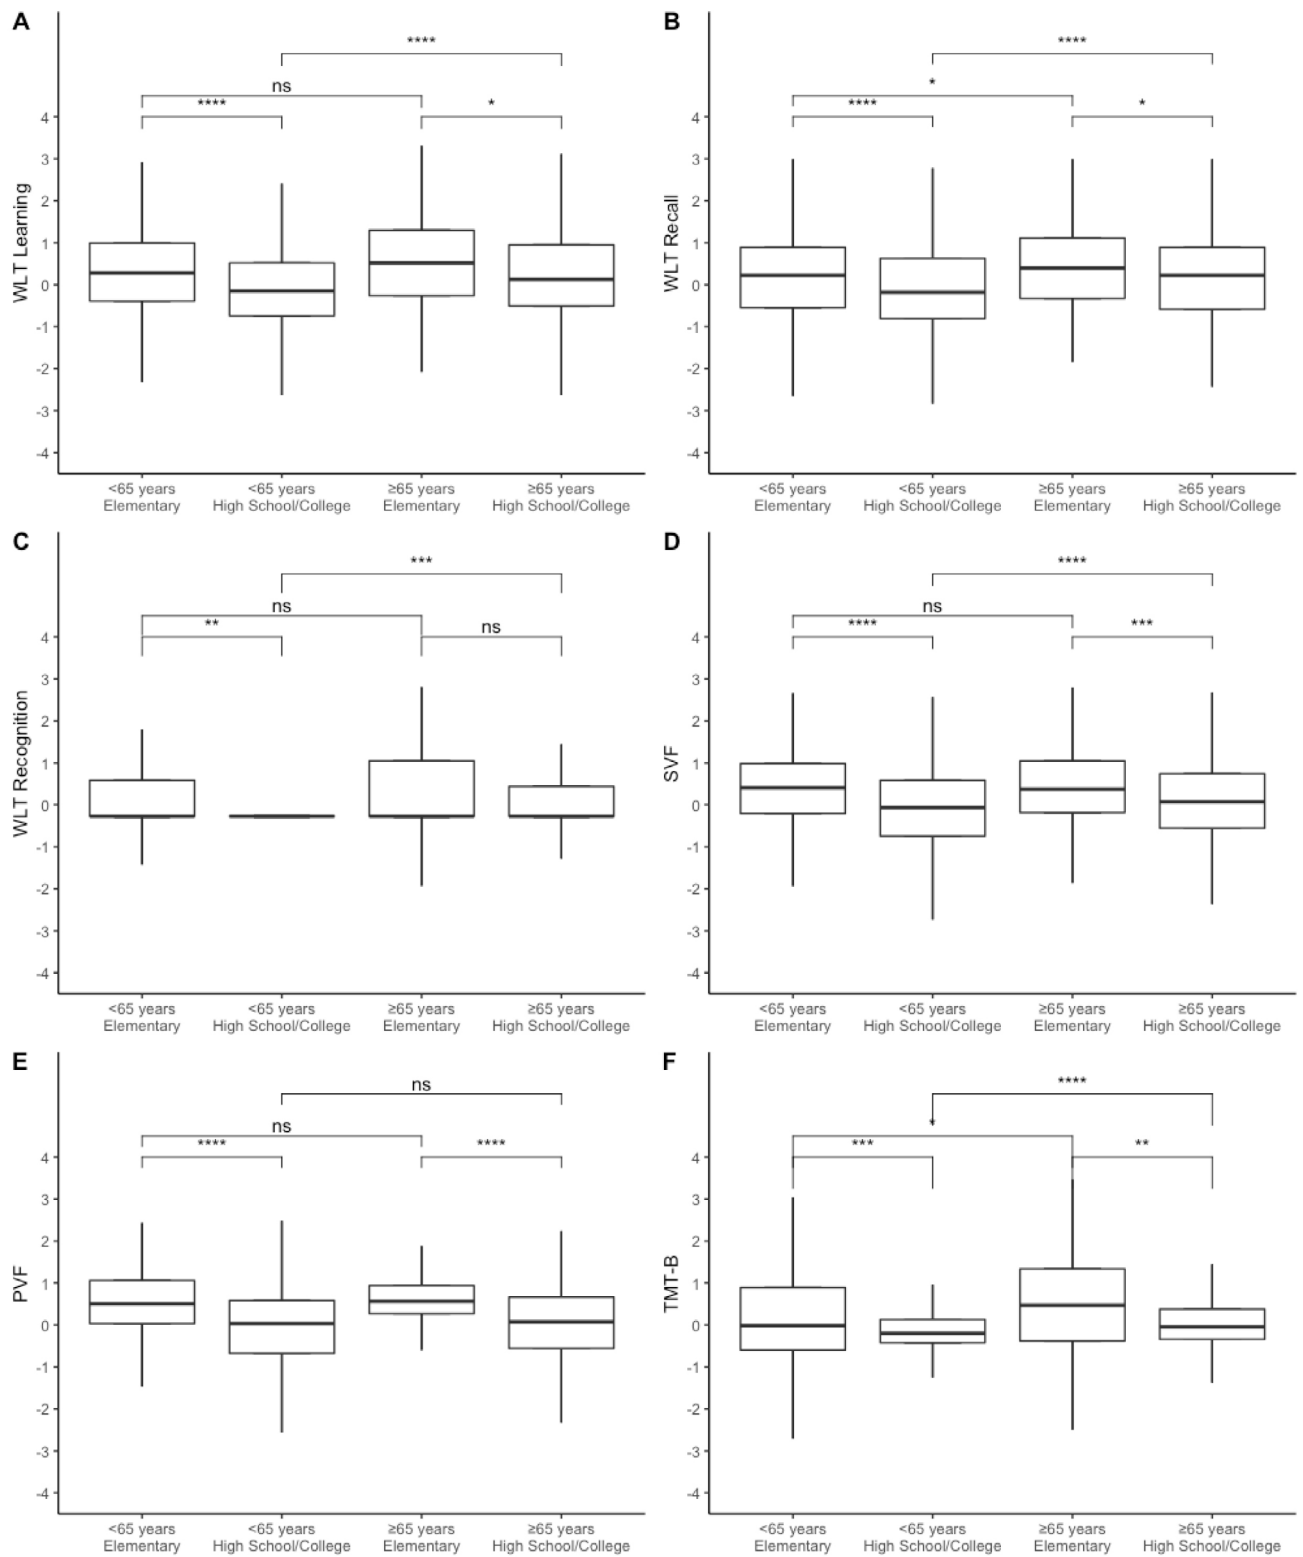 A
****
ns
****
*
4
3
2
1
0
-1
-2
-3
-4
WLT Learning
<65 years
Elementary
<65 years
High School/College
≥65 years
Elementary
≥65 years
High School/College
B
****
*
****
*
4
3
2
1
0
-1
-2
-3
-4
WLT Recall
<65 years
Elementary
<65 years
High School/College
≥65 years
Elementary
≥65 years
High School/College
C
***
ns
**
ns
4
3
2
1
0
-1
-2
-3
-4
WLT Recognition
<65 years
Elementary
<65 years
High School/College
≥65 years
Elementary
≥65 years
High School/College
D
****
ns
****
***
4
3
2
1
0
-1
-2
-3
-4
SVF
<65 years
Elementary
<65 years
High School/College
≥65 years
Elementary
≥65 years
High School/College
E
ns
ns
****
****
4
3
2
1
0
-1
-2
-3
-4
PVF
<65 years
Elementary
<65 years
High School/College
≥65 years
Elementary
≥65 years
High School/College
F
****
*
***
**
4
3
2
1
0
-1
-2
-3
-4
TMT-B
<65 years
Elementary
<65 years
High School/College
≥65 years
Elementary
≥65 years
High School/College